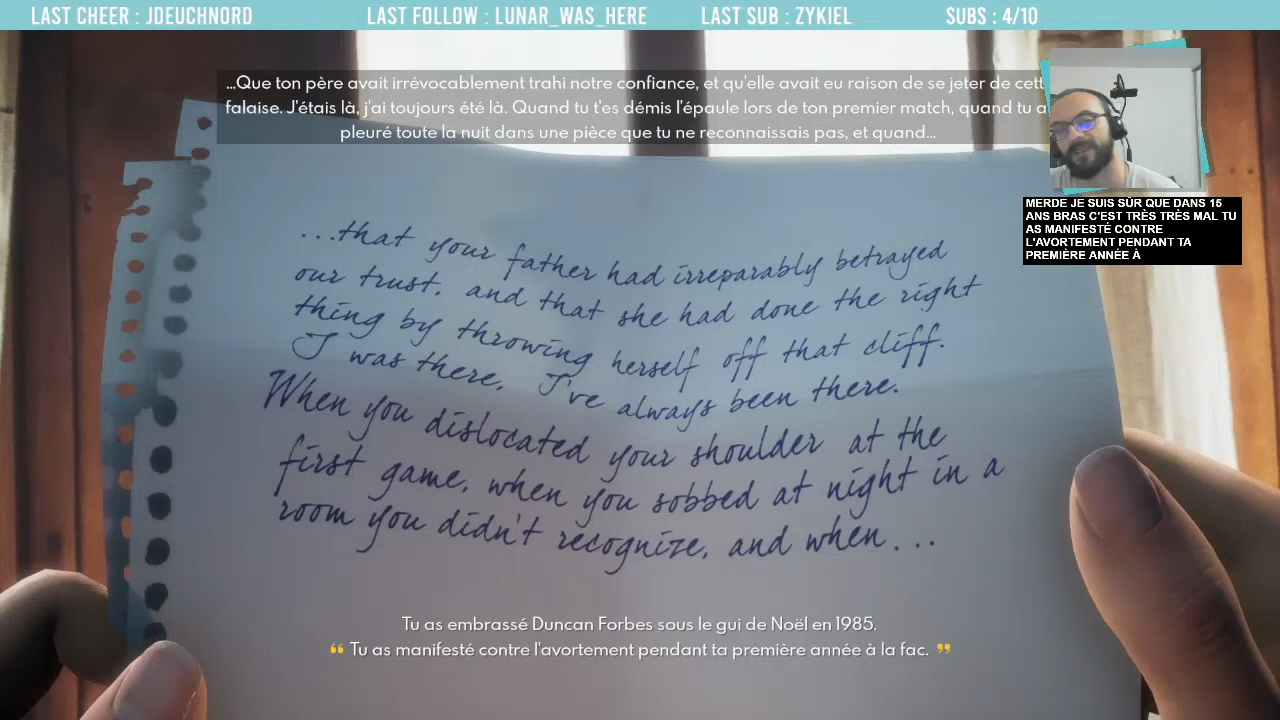 LAST CHEER : JDEUCHNORD LAST FOLLOW : LUNAR_WAS_HERE LAST SUB : ZYKIEL SUBS : 4/10
...Que ton père avait irrévocablement trahi notre confiance, et qu'elle avait eu raison de se jeter de cett
falaise. J'étais là, j'ai toujours été là. Quand tu t'es démis l'épaule lors de ton premier match, quand tu a
pleuré toute la nuit dans une pièce que tu ne reconnaissais pas, et quand...
MERDE JE SUIS SÛR QUE DANS 15
ANS BRAS C'EST TRÈS TRÈS MAL TU
AS MANIFESTÉ CONTRE
L'AVORTEMENT PENDANT TA
PREMIÈRE ANNÉE À
...that your father had irreparably betrayed
our trust, and that she had done the right
thing by throwing herself off that cliff.
I was there, I've always been there.
When you dislocated your shoulder at the
first game, when you sobbed at night in a
room you didn't recognize, and when...
Tu as embrassé Duncan Forbes sous le gui de Noël en 1985.
“ Tu as manifesté contre l'avortement pendant ta première année à la fac. ”